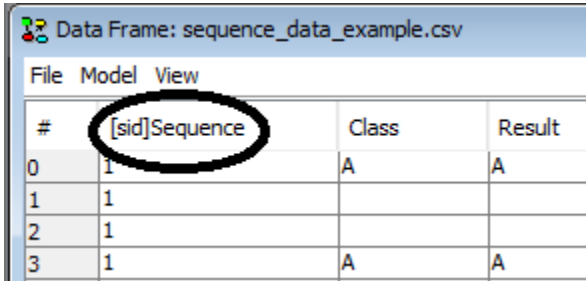 Data Frame: sequence_data_example.csv
File Model View
# [sid]Sequence Class Result
0 1 A A
1 1
2 1
3 1 A A